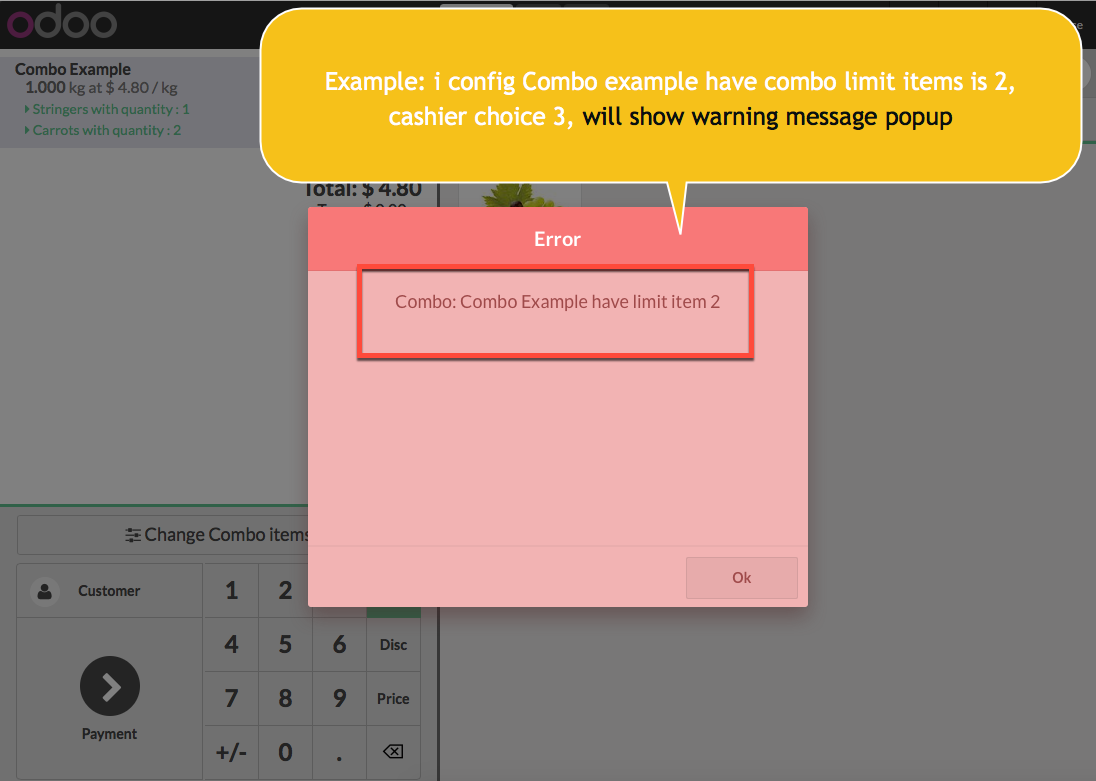 odoo
se
Example: i config Combo example have combo limit items is 2,
cashier choice 3, will show warning message popup
Combo Example
1.000 kg at $ 4.80 / kg
Stringers with quantity : 1
Carrots with quantity : 2
Total: $ 4.80
Error
Combo: Combo Example have limit item 2
Ok
Change Combo items
Customer
1 2
4 5 6 Disc
7 8 9 Price
Payment
+/- 0 .